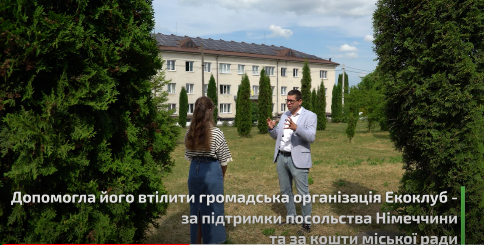 Допомогла його втілити громадська організація Екоклуб -
за підтримки посольства Німеччини
та за кошти міської ради